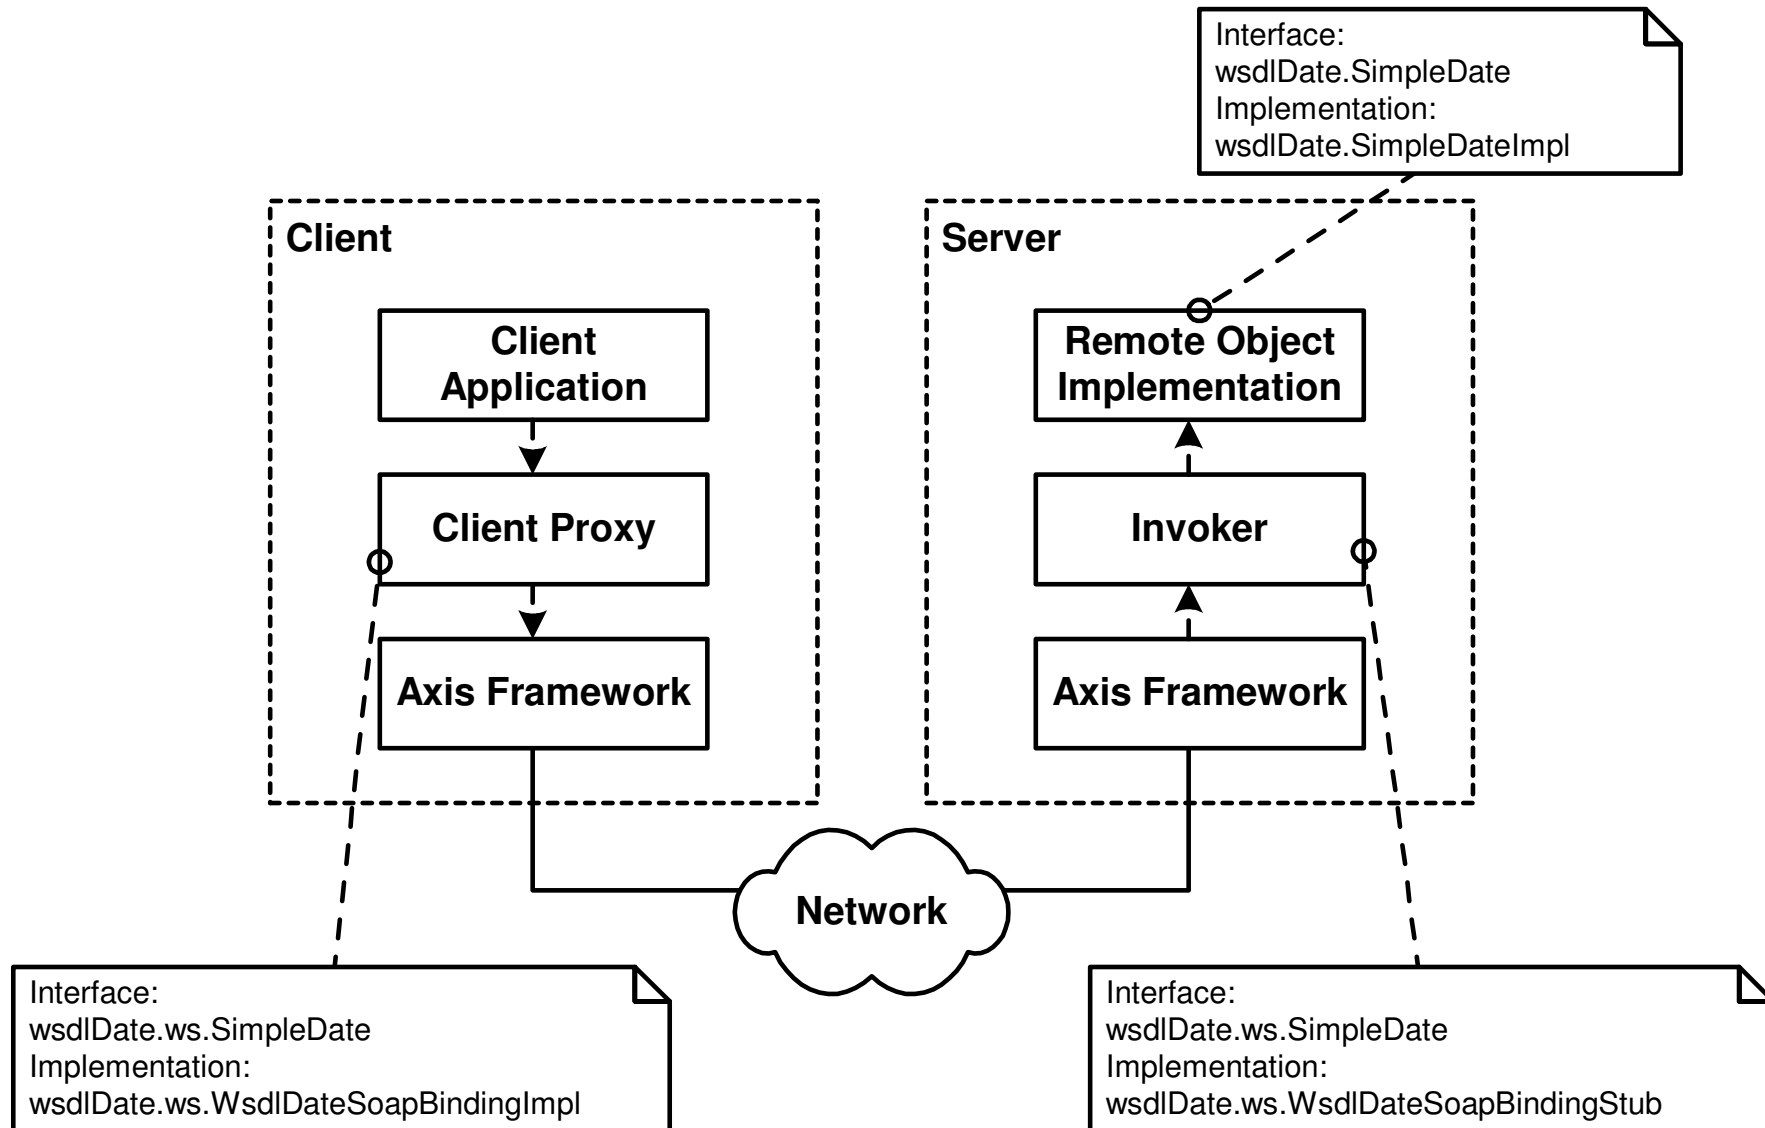 Interface:
wsdlDate.SimpleDate
Implementation:
wsdlDate.SimpleDateImpl
Client
Server
Client
Application
Remote Object
Implementation
Client Proxy
Invoker
Axis Framework
Axis Framework
Network
Interface:
wsdlDate.ws.SimpleDate
Implementation:
wsdlDate.ws.WsdlDateSoapBindingImpl
Interface:
wsdlDate.ws.SimpleDate
Implementation:
wsdlDate.ws.WsdlDateSoapBindingStub